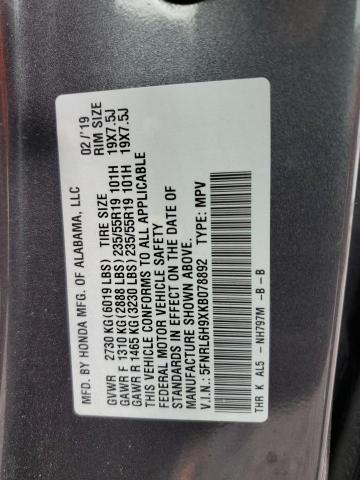 MFD. BY HONDA MFG. OF ALABAMA, LLC 02/'19
TIRE SIZE RIM SIZE
GVWR 2730 KG(6019 LBS)
GAWR F 1310 KG(2888 LBS) 235/55R19 101H 19X7.5J
GAWR R 1465 KG(3230 LBS) 235/55R19 101H 19X7.5J
THIS VEHICLE CONFORMS TO ALL APPLICABLE
FEDERAL MOTOR VEHICLE SAFETY
STANDARDS IN EFFECT ON THE DATE OF
MANUFACTURE SHOWN ABOVE.
V.I.N.: 5FNRL6H9XKB078892 TYPE: MPV
THR K AL5 -NH797M -B -B